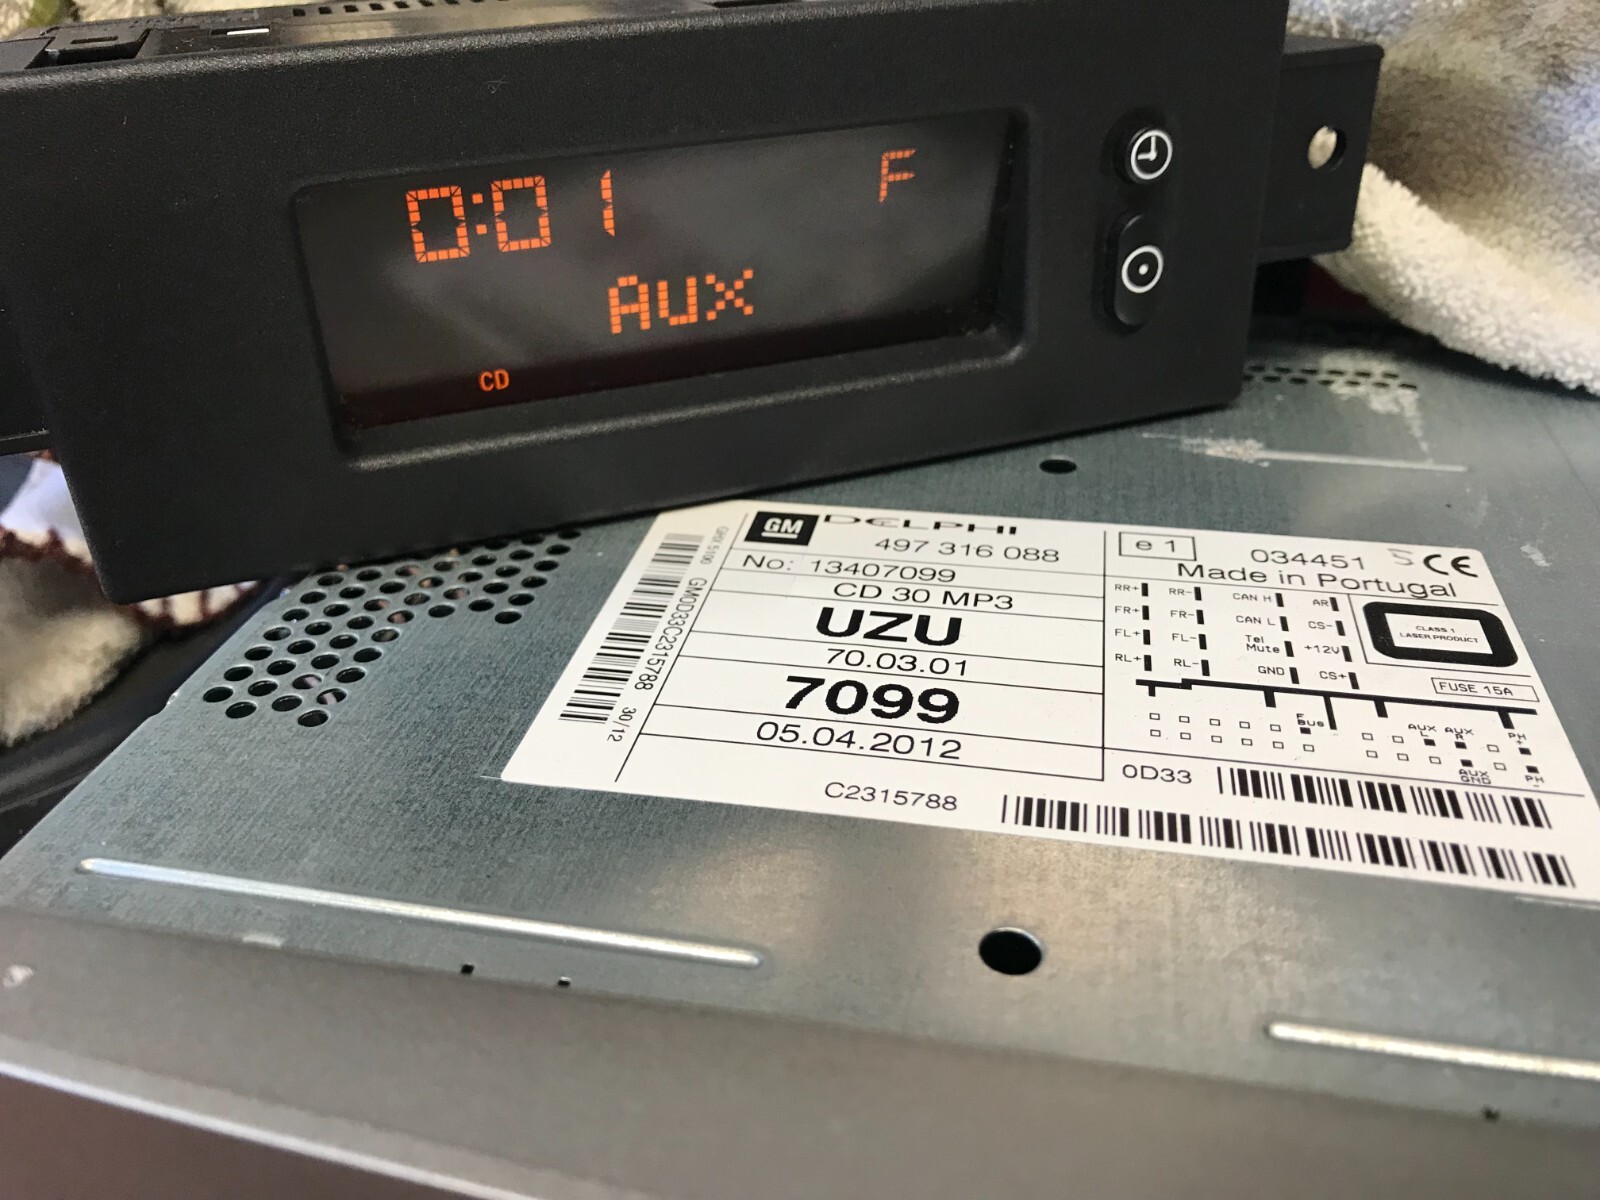 0:01 F
AUX
CD
GM DELPHI
497 316 088
No: 13407099
CD 30 MP3
UZU
70.03.01
7099
05.04.2012
GM0D33C2315788 30/12
e 1 034451 CE
Made in Portugal
RR+ RR- CAN H AR
FR+ FR- CAN L CS-
FL+ FL- Tel Mute +12V
RL+ RL- GND CS+
CLASS 1
LASER PRODUCT
FUSE 15A
F BUS AUX L AUX R PH +
AUX GND PH -
0D33
C2315788